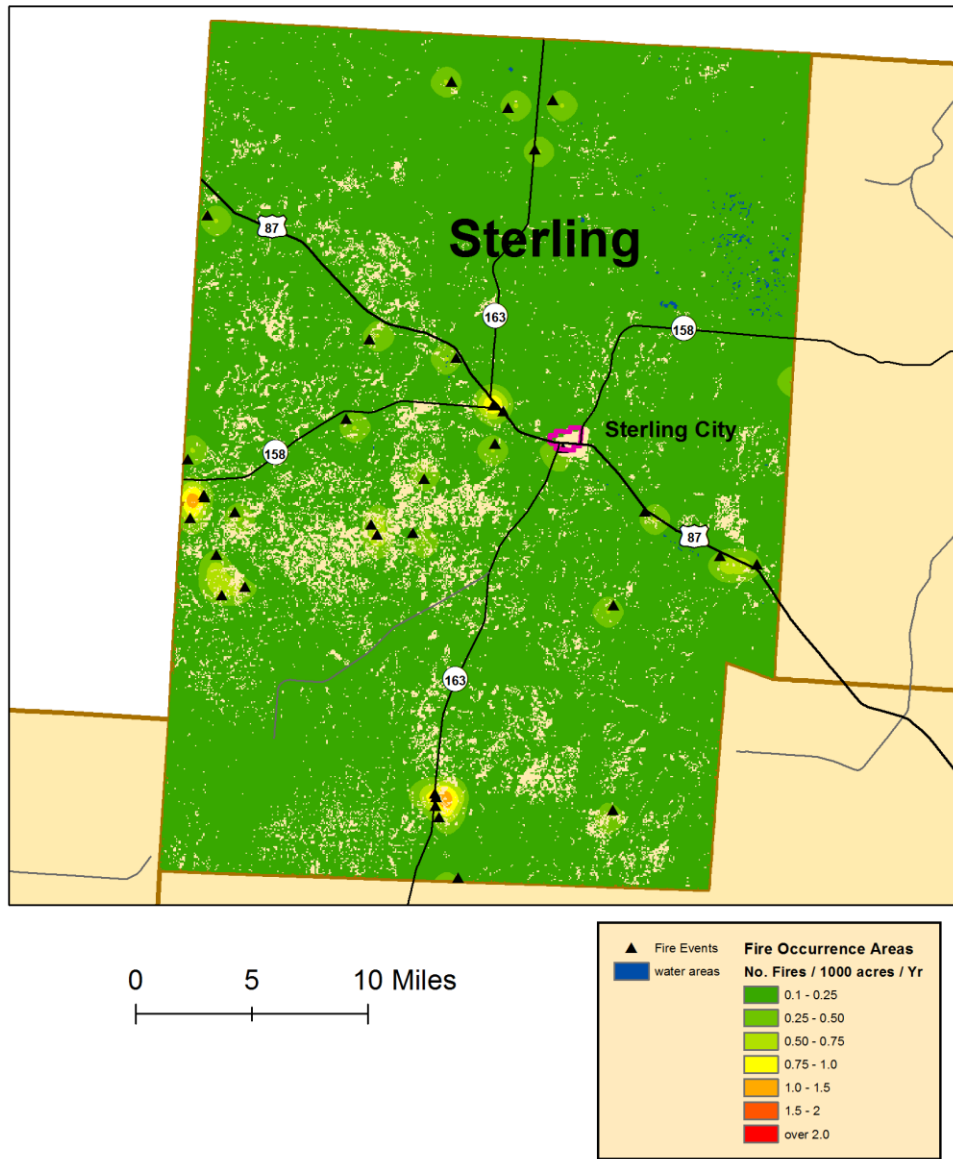 87
Sterling
163
158
Sterling City
158
87
163
0 5 10 Miles
Fire Events
water areas
Fire Occurrence Areas
No. Fires / 1000 acres / Yr
0.1 - 0.25
0.25 - 0.50
0.50 - 0.75
0.75 - 1.0
1.0 - 1.5
1.5 - 2
over 2.0